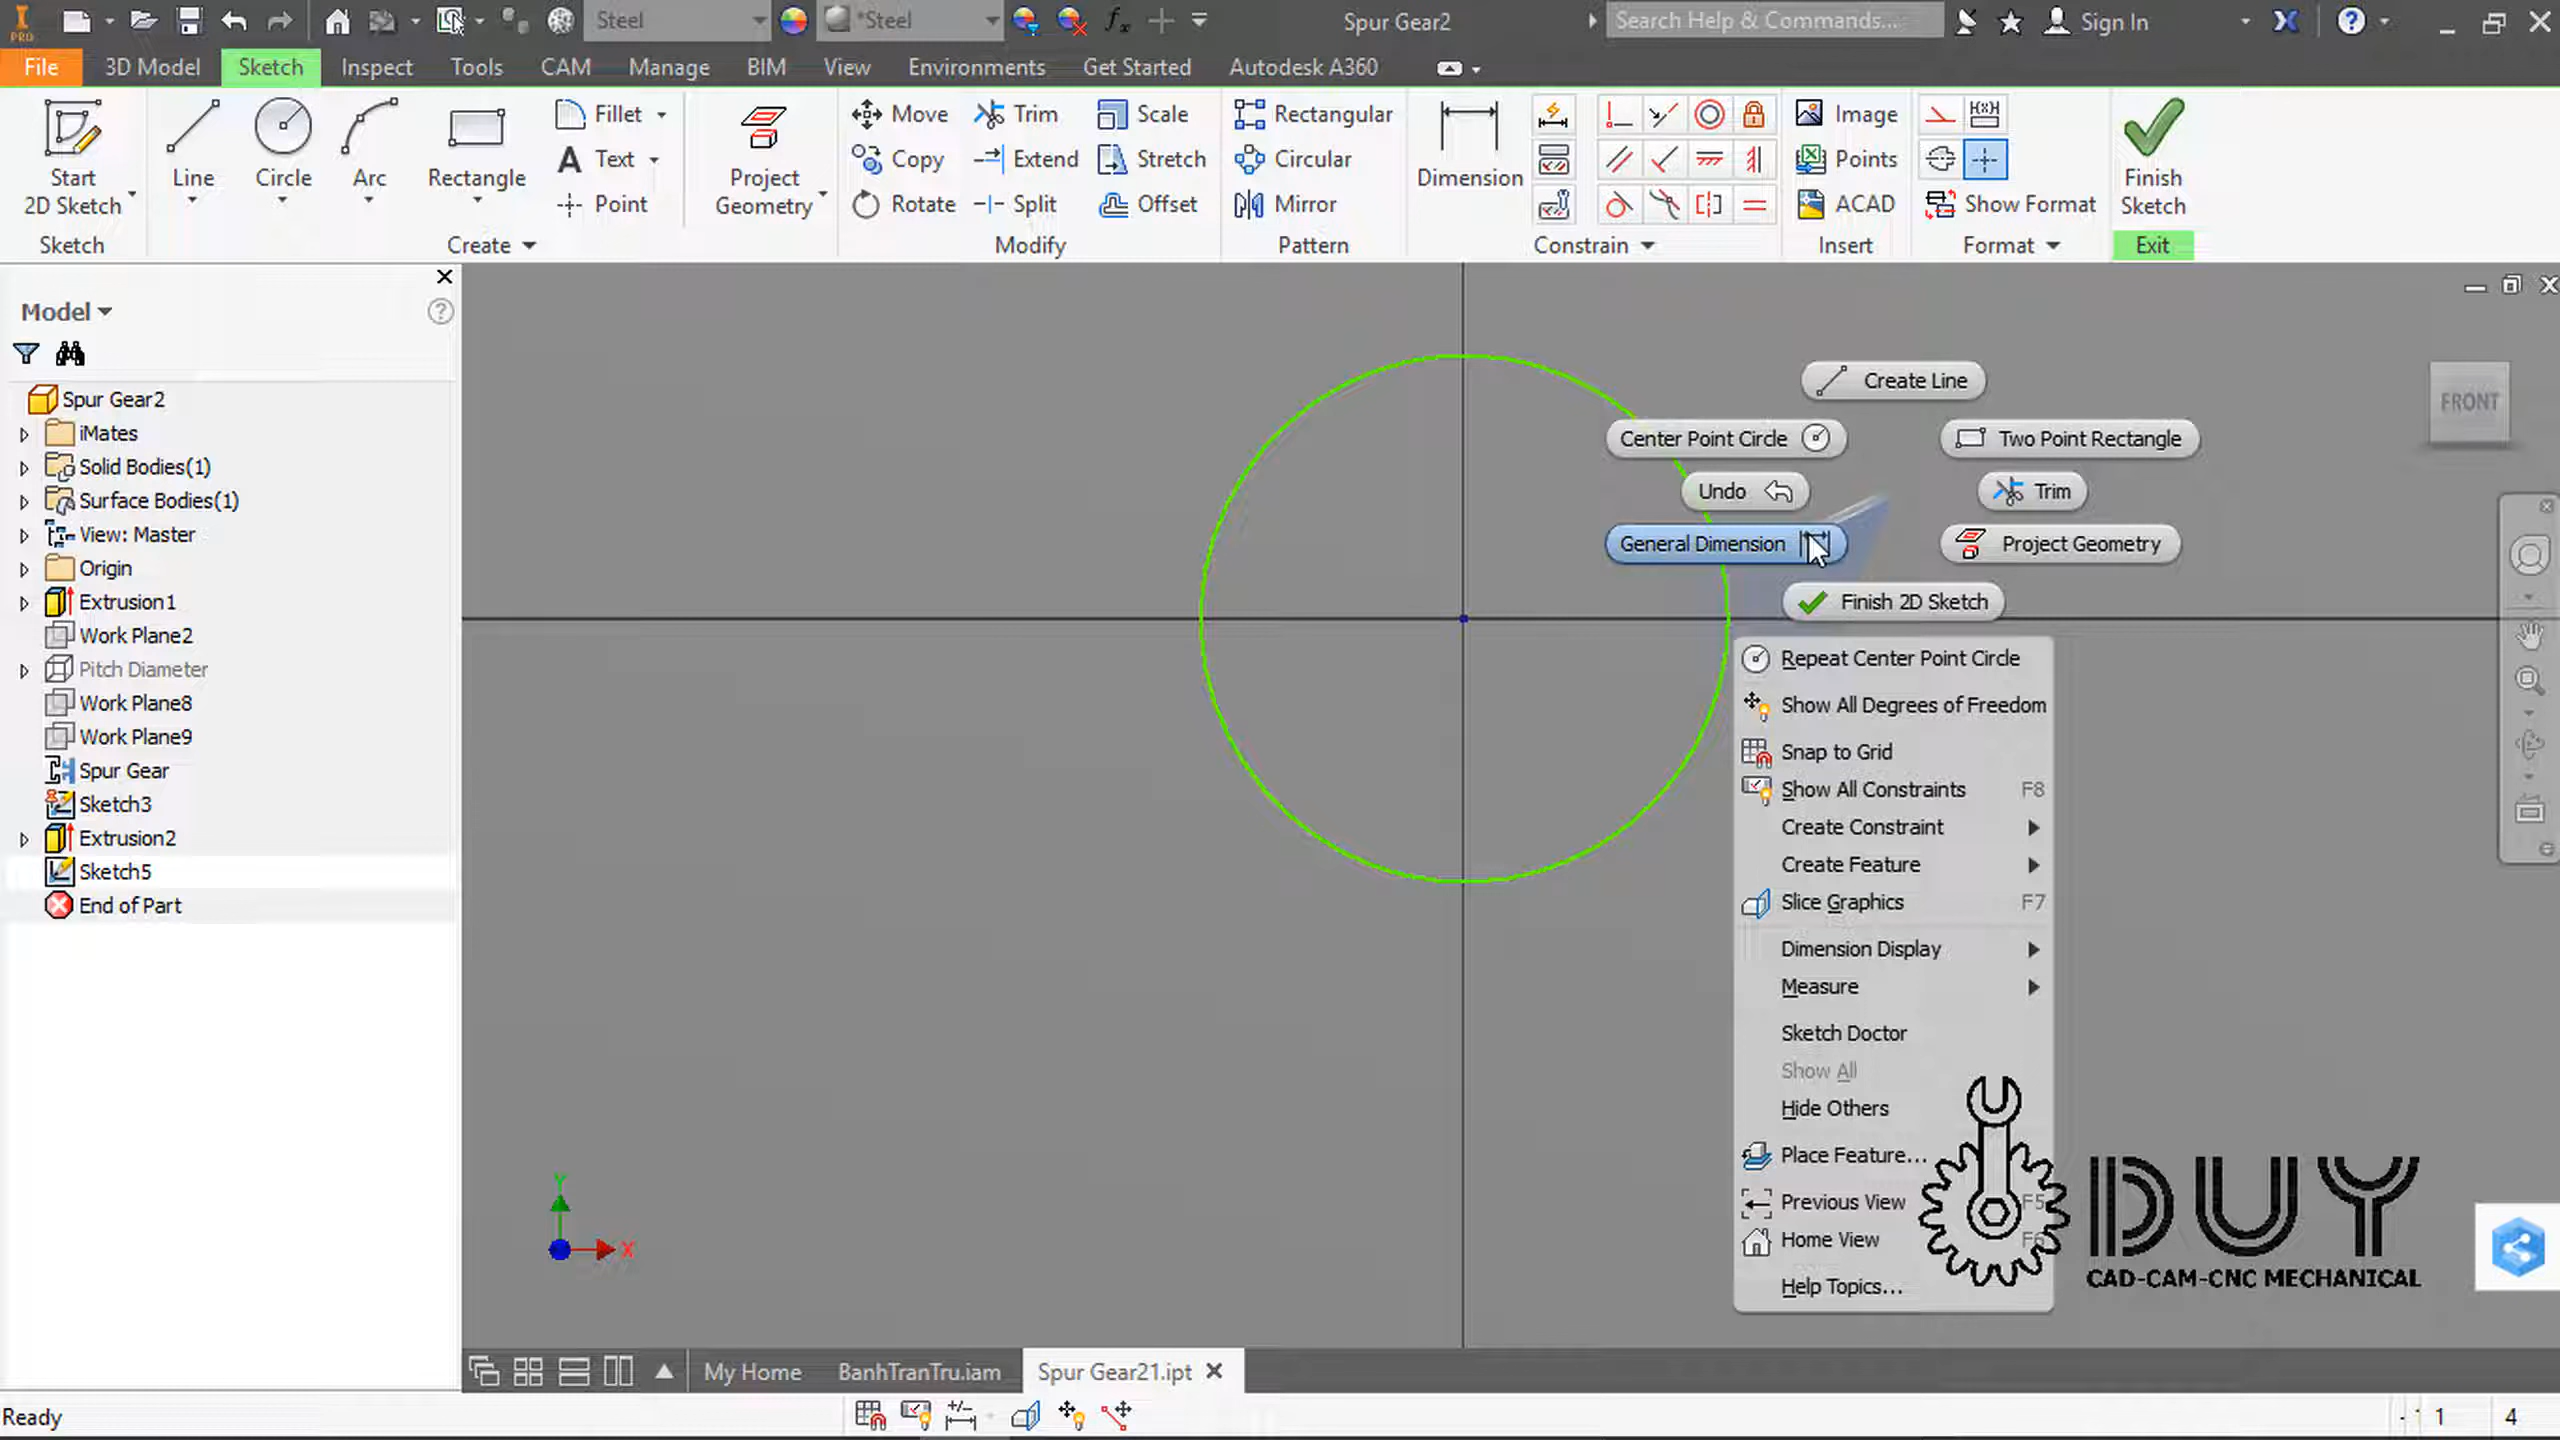 PRO
Steel
*Steel
fx
Spur Gear2
Search Help & Commands...
Sign In
File
3D Model
Sketch
Inspect
Tools
CAM
Manage
BIM
View
Environments
Get Started
Autodesk A360
Start
2D Sketch
Line
Circle
Arc
Rectangle
Fillet
Text
Point
Project
Geometry
Move
Copy
Rotate
Trim
Extend
Split
Scale
Stretch
Offset
Rectangular
Circular
Mirror
Dimension
Image
Points
ACAD
Show Format
Finish
Sketch
Sketch
Create
Modify
Pattern
Constrain
Insert
Format
Exit
Model
Spur Gear2
iMates
Solid Bodies(1)
Surface Bodies(1)
View: Master
Origin
Extrusion1
Work Plane2
Pitch Diameter
Work Plane8
Work Plane9
Spur Gear
Sketch3
Extrusion2
Sketch5
End of Part
FRONT
Create Line
Center Point Circle
Two Point Rectangle
Undo
Trim
General Dimension
Project Geometry
Finish 2D Sketch
Repeat Center Point Circle
Show All Degrees of Freedom
Snap to Grid
Show All Constraints F8
Create Constraint
Create Feature
Slice Graphics F7
Dimension Display
Measure
Sketch Doctor
Show All
Hide Others
Place Feature...
Previous View F5
Home View F6
Help Topics...
Y
X
DUY
CAD-CAM-CNC MECHANICAL
My Home
BanhTranTru.iam
Spur Gear21.ipt
Ready
1
4